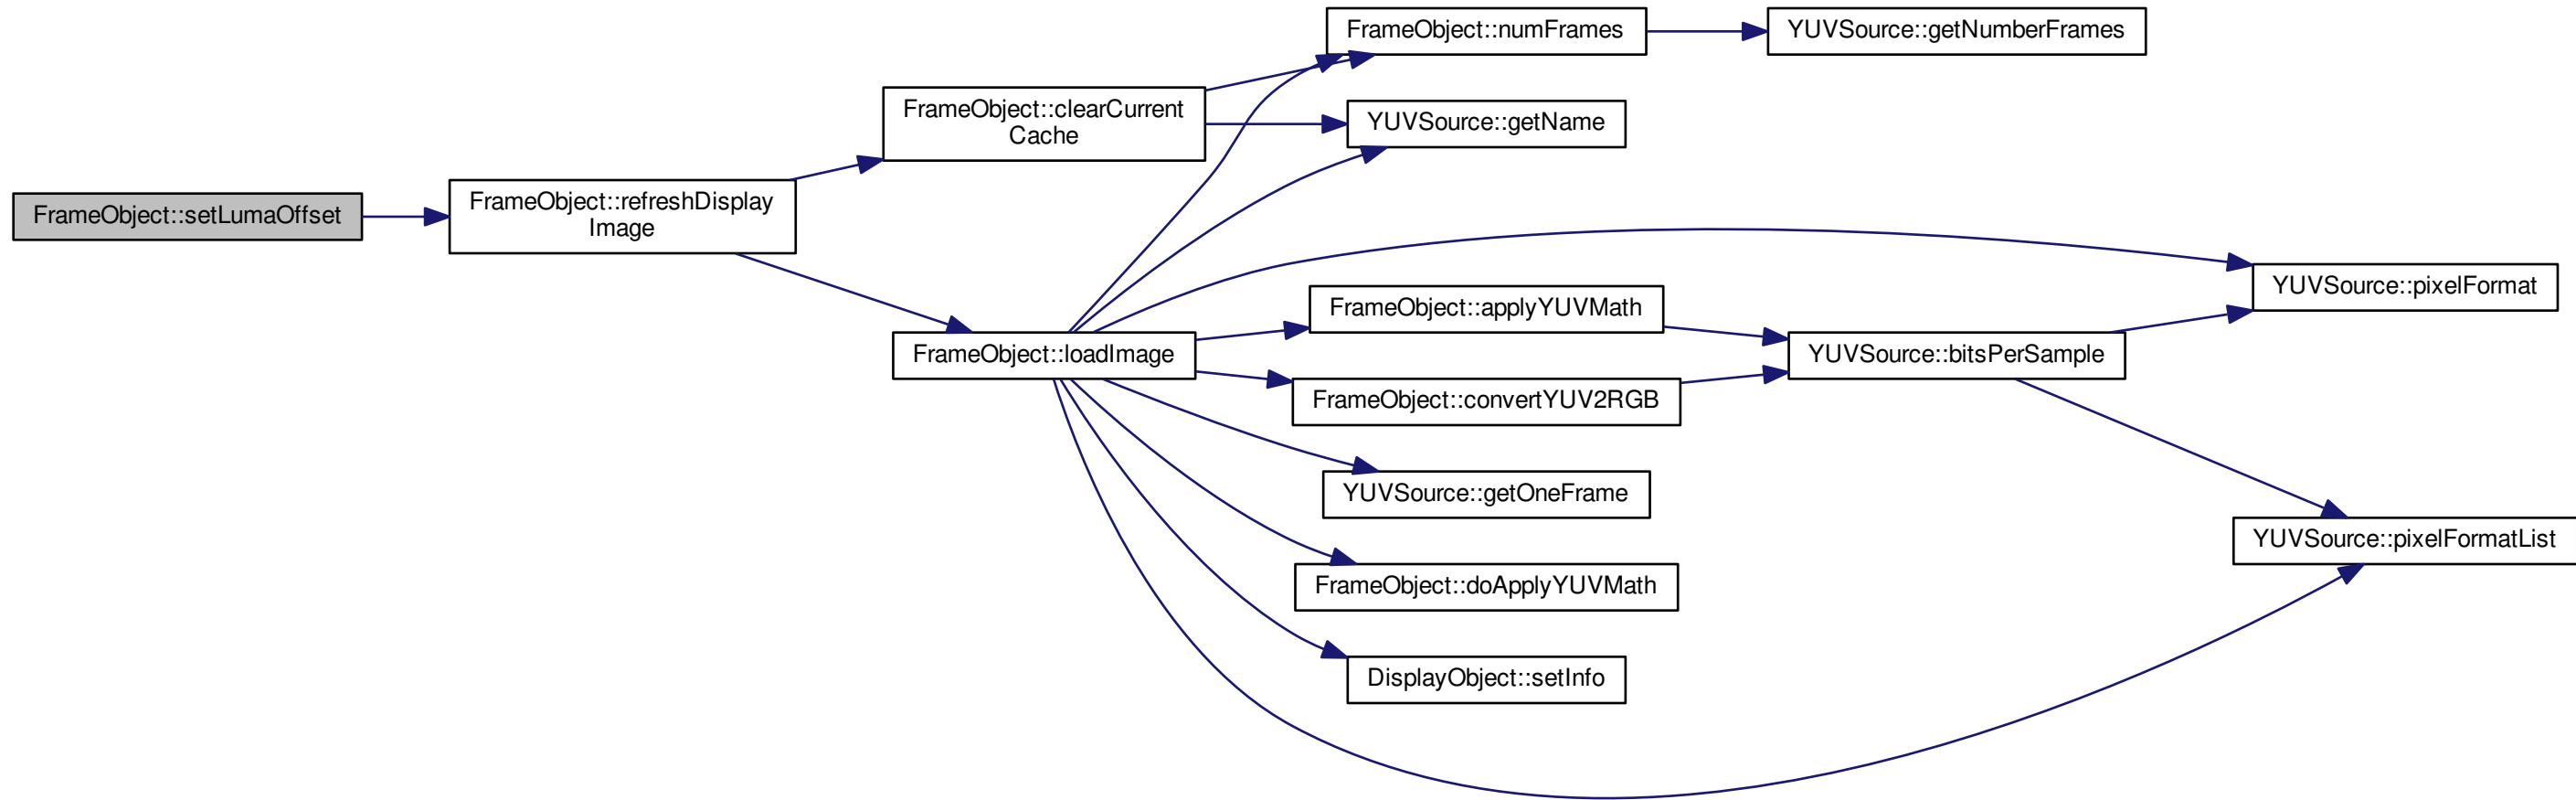 FrameObject::setLumaOffset
FrameObject::refreshDisplay
Image
FrameObject::clearCurrent
Cache
FrameObject::loadImage
FrameObject::numFrames
YUVSource::getName
FrameObject::applyYUVMath
FrameObject::convertYUV2RGB
YUVSource::getOneFrame
FrameObject::doApplyYUVMath
DisplayObject::setInfo
YUVSource::getNumberFrames
YUVSource::bitsPerSample
YUVSource::pixelFormat
YUVSource::pixelFormatList